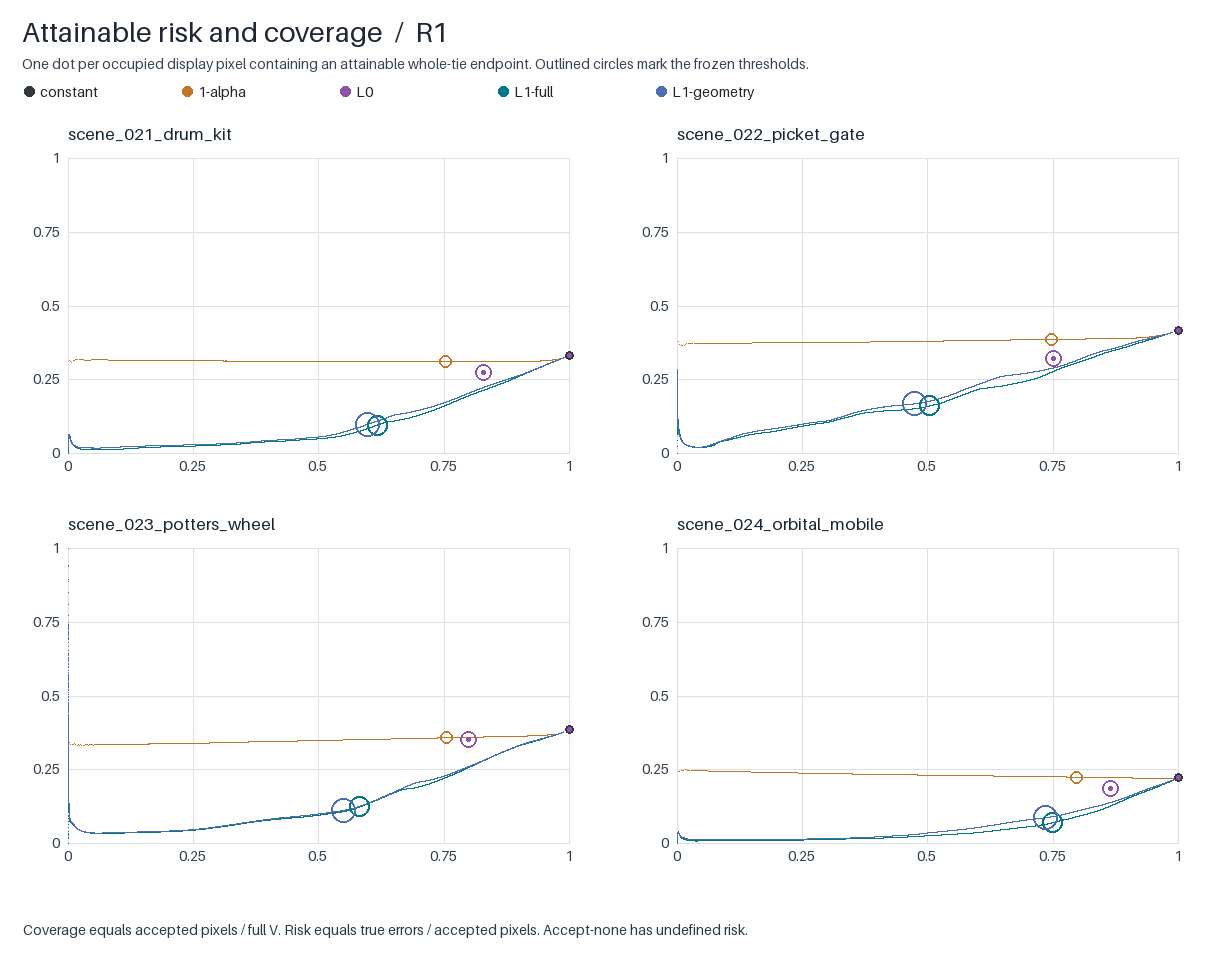 Attainable risk and coverage / R1
One dot per occupied display pixel containing an attainable whole-tie endpoint. Outlined circles mark the frozen thresholds.
constant 1-alpha L0 L1-full L1-geometry
scene_021_drum_kit
1
0.75
0.5
0.25
0
0 0.25 0.5 0.75 1
scene_022_picket_gate
1
0.75
0.5
0.25
0
0 0.25 0.5 0.75 1
scene_023_potters_wheel
1
0.75
0.5
0.25
0
0 0.25 0.5 0.75 1
scene_024_orbital_mobile
1
0.75
0.5
0.25
0
0 0.25 0.5 0.75 1
Coverage equals accepted pixels / full V. Risk equals true errors / accepted pixels. Accept-none has undefined risk.